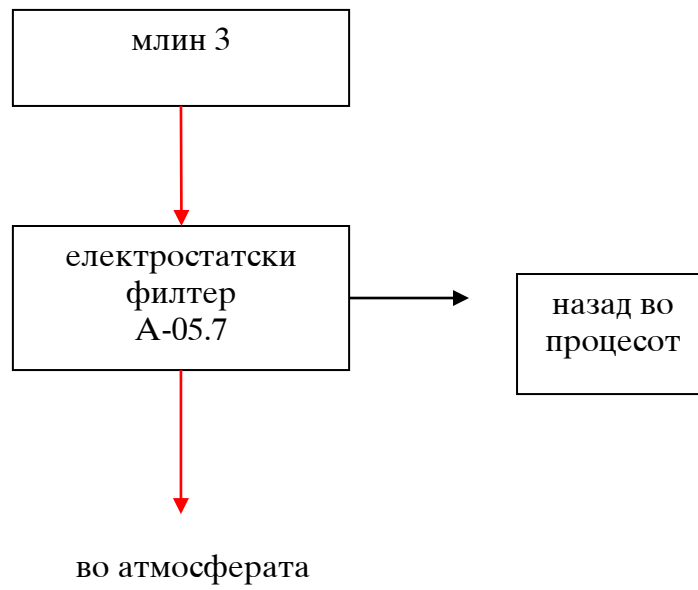 млин 3
електростатски
филтер
А-05.7
назад во
процесот
во атмосферата